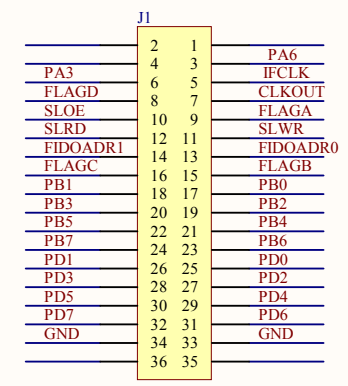 J1
2 1
PA6
4 3
PA3 IFCLK
6 5
FLAGD CLKOUT
8 7
SLOE FLAGA
10 9
SLRD SLWR
12 11
FIDOADR1 FIDOADR0
14 13
FLAGC FLAGB
16 15
PB1 PB0
18 17
PB3 PB2
20 19
PB5 PB4
22 21
PB7 PB6
24 23
PD1 PD0
26 25
PD3 PD2
28 27
PD5 PD4
30 29
PD7 PD6
32 31
GND GND
34 33
36 35